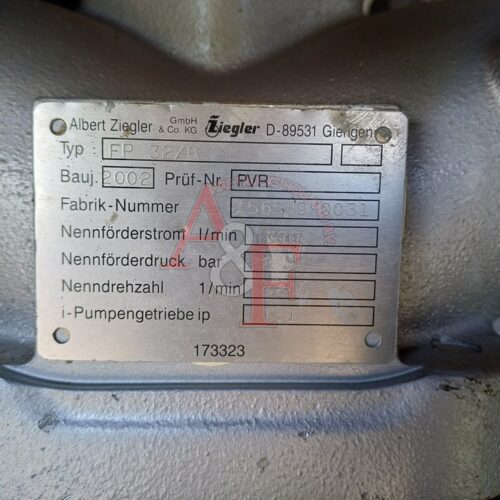 Albert Ziegler GmbH & Co. KG Ziegler D-89531 Giengen
Typ : FP 32/8
Bauj. 2002 Prüf-Nr. PVR
Fabrik-Nummer
Nennförderstrom l/min
Nennförderdruck bar
Nenndrehzahl 1/min
i-Pumpengetriebe ip
173323
A&F